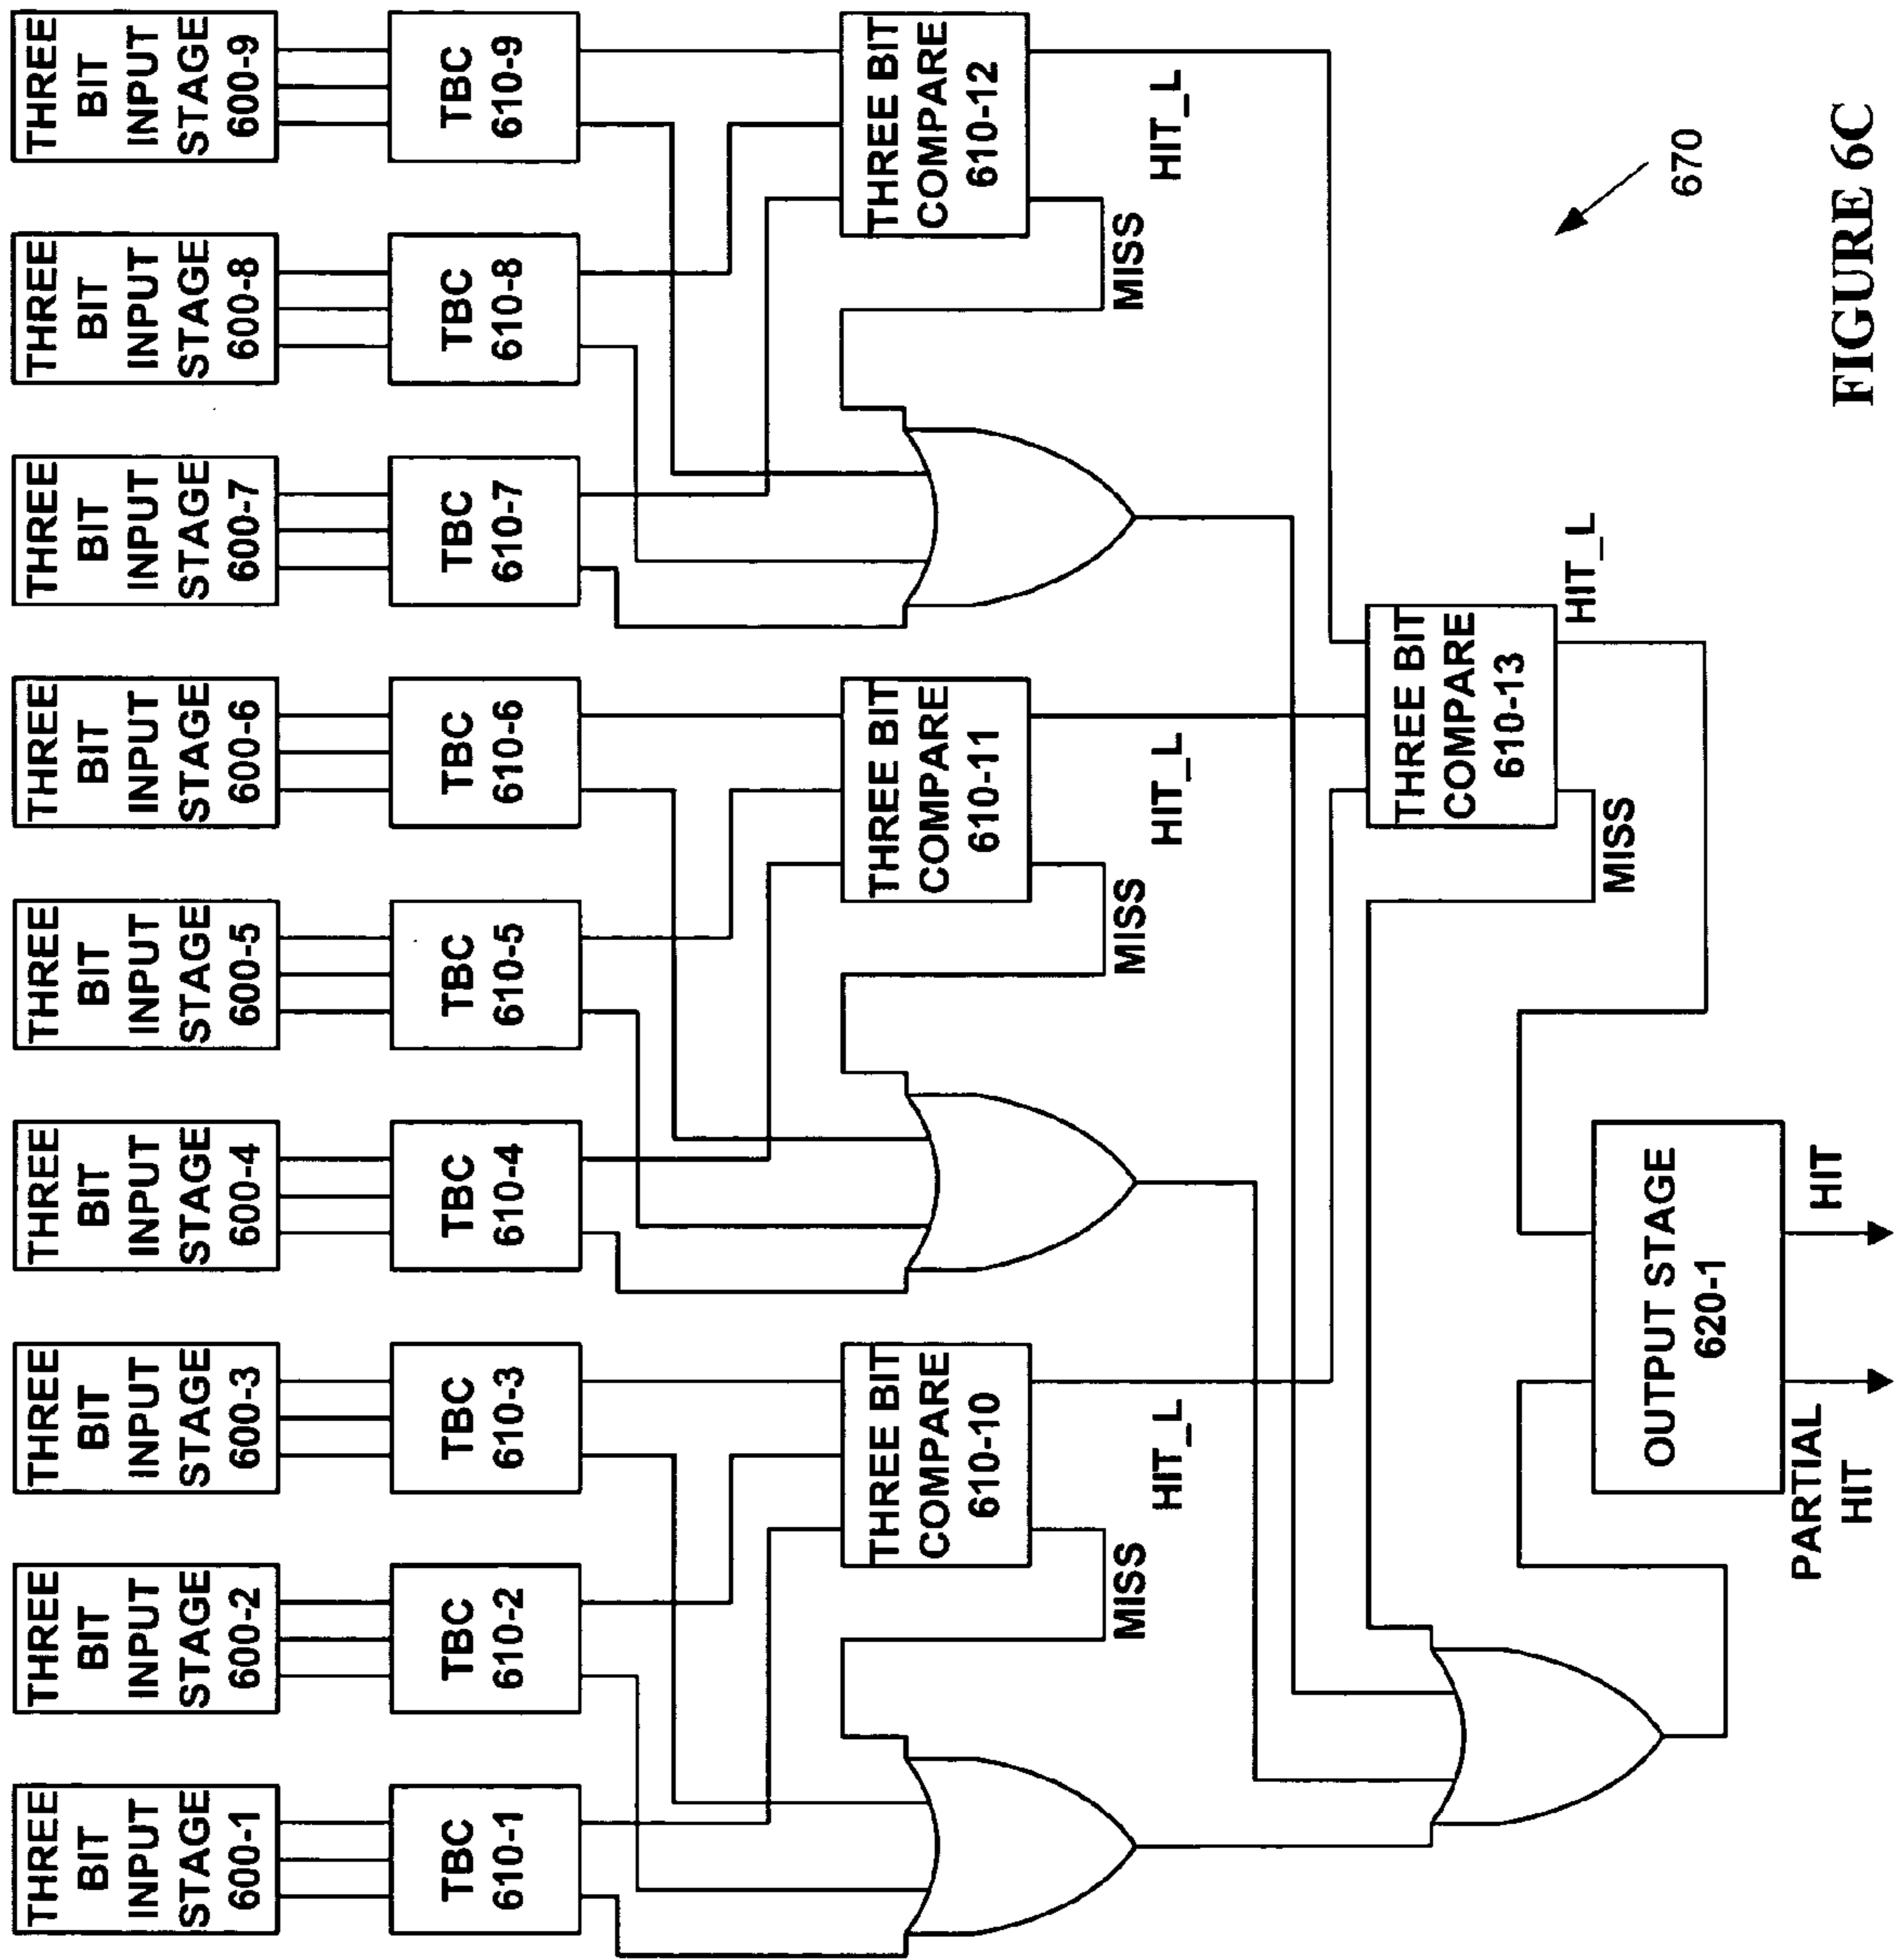 THREE
BIT
INPUT
STAGE
600-1
THREE
BIT
INPUT
STAGE
600-2
THREE
BIT
INPUT
STAGE
600-3
THREE
BIT
INPUT
STAGE
600-4
THREE
BIT
INPUT
STAGE
600-5
THREE
BIT
INPUT
STAGE
600-6
THREE
BIT
INPUT
STAGE
600-7
THREE
BIT
INPUT
STAGE
600-8
THREE
BIT
INPUT
STAGE
600-9
TBC
610-1
TBC
610-2
TBC
610-3
TBC
610-4
TBC
610-5
TBC
610-6
TBC
610-7
TBC
610-8
TBC
610-9
THREE BIT
COMPARE
610-10
THREE BIT
COMPARE
610-11
THREE BIT
COMPARE
610-12
MISS
HIT_L
MISS
HIT_L
MISS
HIT_L
THREE BIT
COMPARE
610-13
MISS
HIT_L
OUTPUT STAGE
620-1
PARTIAL
HIT
HIT
670
FIGURE 6C